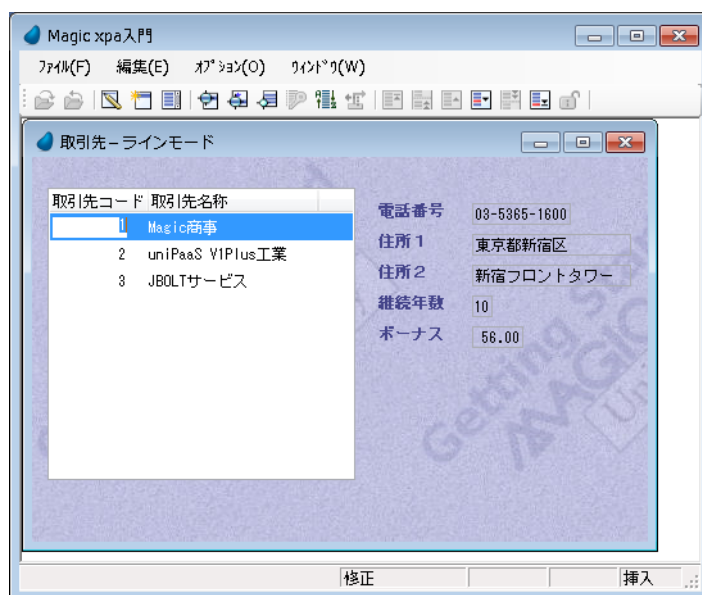 Magic xpa入門
ﾌｧｲﾙ(F) 編集(E) ｵﾌﾟｼｮﾝ(O) ｳｨﾝﾄﾞｳ(W)
取引先－ラインモード
取引先コード 取引先名称
1 Magic商事
2 uniPaaS V1Plus工業
3 JBOLTサービス
電話番号 03-5365-1600
住所１ 東京都新宿区
住所２ 新宿フロントタワー
継続年数 10
ボーナス 56.00
Getting Star
MAGIC
Uni
修正 挿入